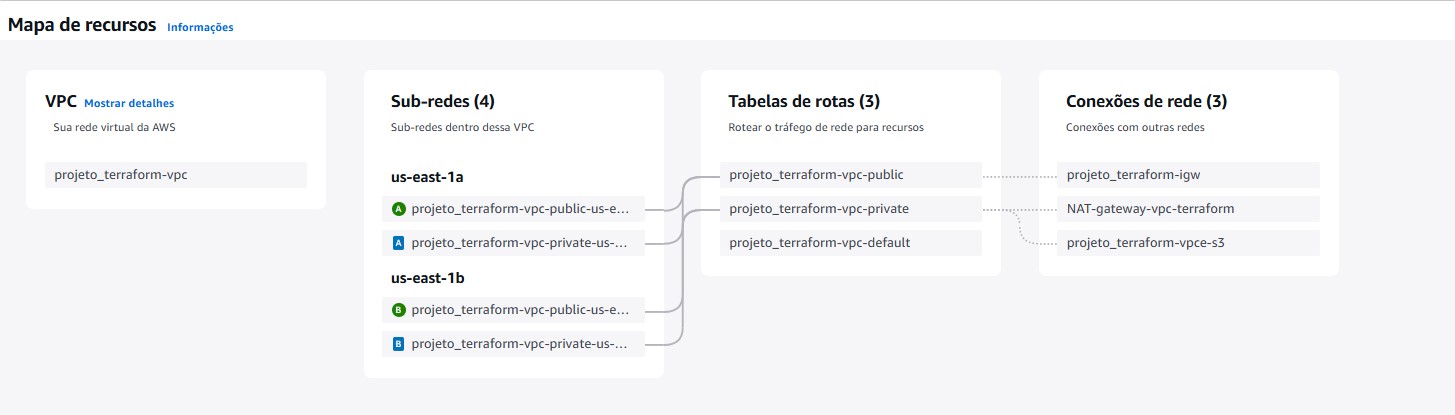 Mapa de recursos Informações
VPC Mostrar detalhes
Sua rede virtual da AWS
projeto_terraform-vpc
Sub-redes (4)
Sub-redes dentro dessa VPC
us-east-1a
A projeto_terraform-vpc-public-us-e...
A projeto_terraform-vpc-private-us-...
us-east-1b
B projeto_terraform-vpc-public-us-e...
B projeto_terraform-vpc-private-us-...
Tabelas de rotas (3)
Rotear o tráfego de rede para recursos
projeto_terraform-vpc-public
projeto_terraform-vpc-private
projeto_terraform-vpc-default
Conexões de rede (3)
Conexões com outras redes
projeto_terraform-igw
NAT-gateway-vpc-terraform
projeto_terraform-vpce-s3